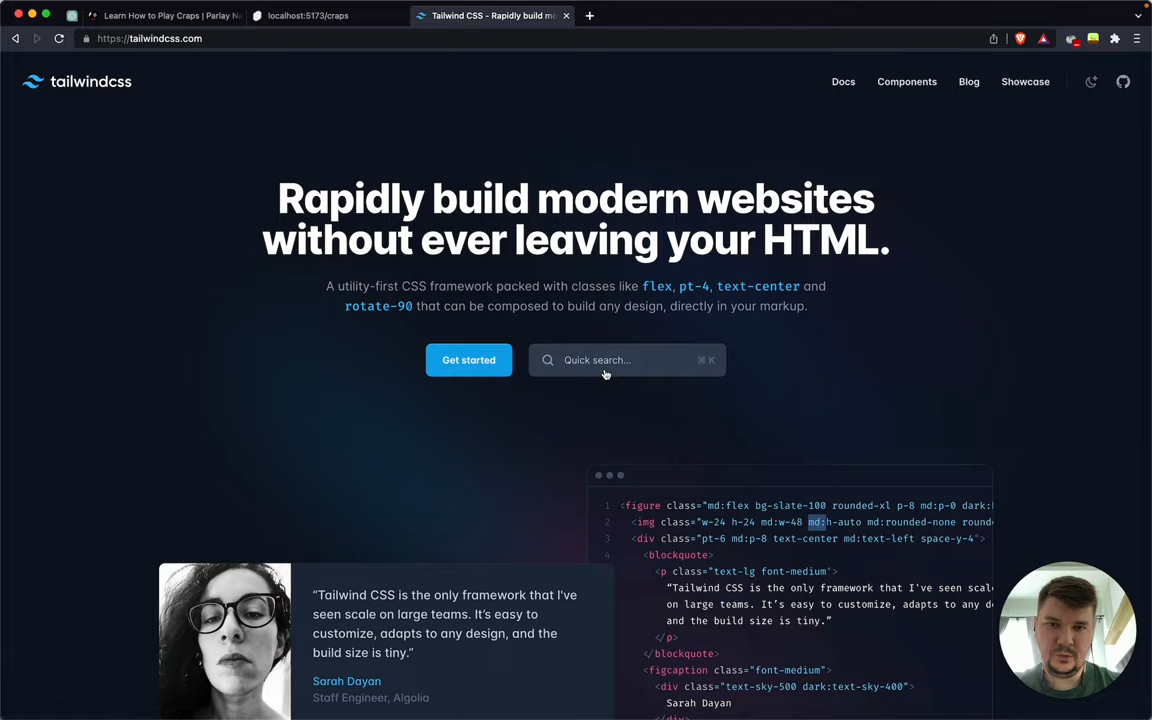 Learn How to Play Craps | Parlay Na
localhost:5173/craps
Tailwind CSS - Rapidly build mo
https://tailwindcss.com
tailwindcss
Docs
Components
Blog
Showcase
Rapidly build modern websites
without ever leaving your HTML.
A utility-first CSS framework packed with classes like flex, pt-4, text-center and
rotate-90 that can be composed to build any design, directly in your markup.
Get started
Quick search...
⌘ K
1 <figure class="md:flex bg-slate-100 rounded-xl p-8 md:p-0 dark:
2 <img class="w-24 h-24 md:w-48 md:h-auto md:rounded-none round
3 <div class="pt-6 md:p-8 text-center md:text-left space-y-4">
4 <blockquote>
<p class="text-lg font-medium">
“Tailwind CSS is the only framework that I've seen scal
on large teams. It’s easy to customize, adapts to any d
and the build size is tiny.”
</p>
</blockquote>
<figcaption class="font-medium">
<div class="text-sky-500 dark:text-sky-400">
Sarah Dayan
“Tailwind CSS is the only framework that I've
seen scale on large teams. It’s easy to
customize, adapts to any design, and the
build size is tiny.”
Sarah Dayan
Staff Engineer, Algolia